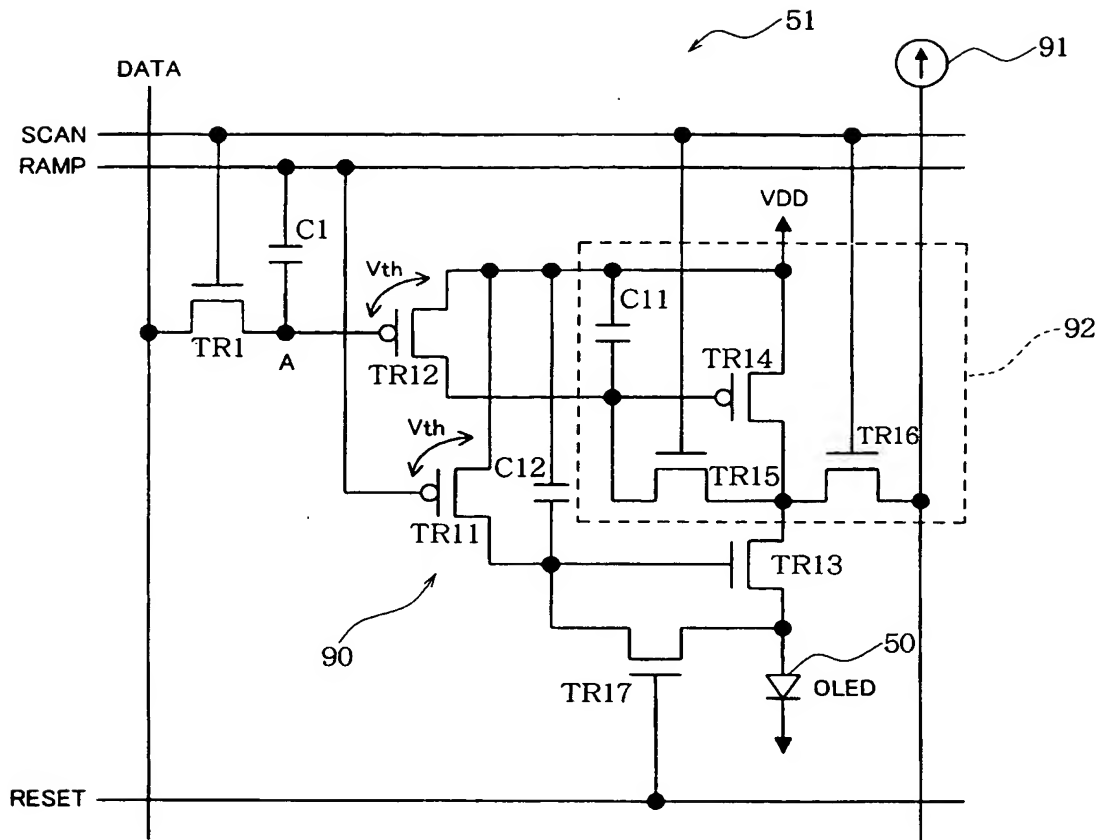 51
91
DATA
SCAN
RAMP
VDD
C1
Vth
C11
92
TR1
A
TR12
TR14
Vth
TR16
C12
TR15
TR11
TR13
90
50
OLED
TR17
RESET